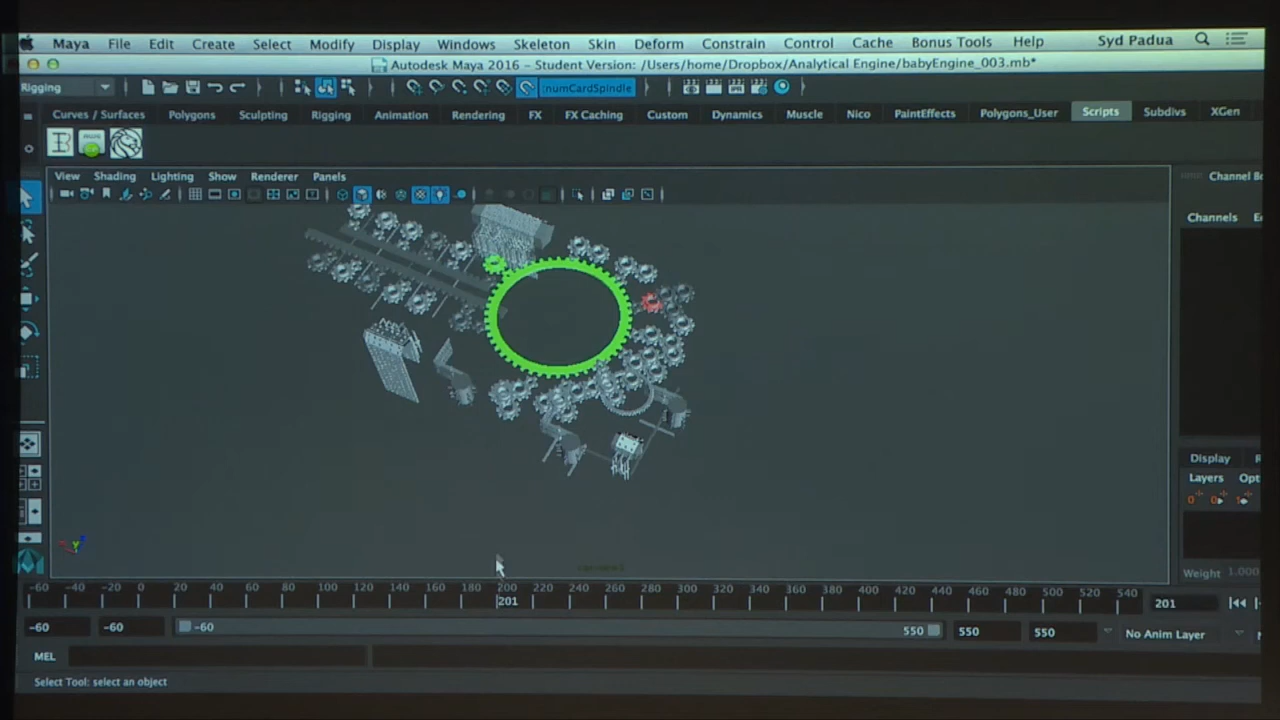 Maya File Edit Create Select Modify Display Windows Skeleton Skin Deform Constrain Control Cache Bonus Tools Help Syd Padua
Autodesk Maya 2016 - Student Version: /Users/home/Dropbox/Analytical Engine/babyEngine_003.mb*
Rigging numCardSpindle
Curves / Surfaces Polygons Sculpting Rigging Animation Rendering FX FX Caching Custom Dynamics Muscle Nico PaintEffects Polygons_User Scripts Subdivs XGen
View Shading Lighting Show Renderer Panels
Channel Bo
Channels
Display
Layers Opt
-60 -40 -20 0 20 40 60 80 100 120 140 160 180 200 220 240 260 280 300 320 340 360 380 400 420 440 460 480 500 520 540
201
201
Weight 1.000
-60 -60 -60 550 550 550 No Anim Layer
MEL
Select Tool: select an object